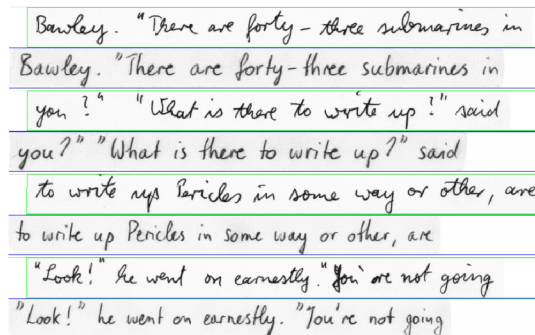 Bawley. "There are forty - three submarines in
Bawley. "There are forty-three submarines in
you?" "What is there to write up?" said
you?" "What is there to write up?" said
to write up Pericles in some way or other, are
to write up Pericles in some way or other, are
"Look!" he went on earnestly. "You're not going
"Look!" he went on earnestly. "You're not going